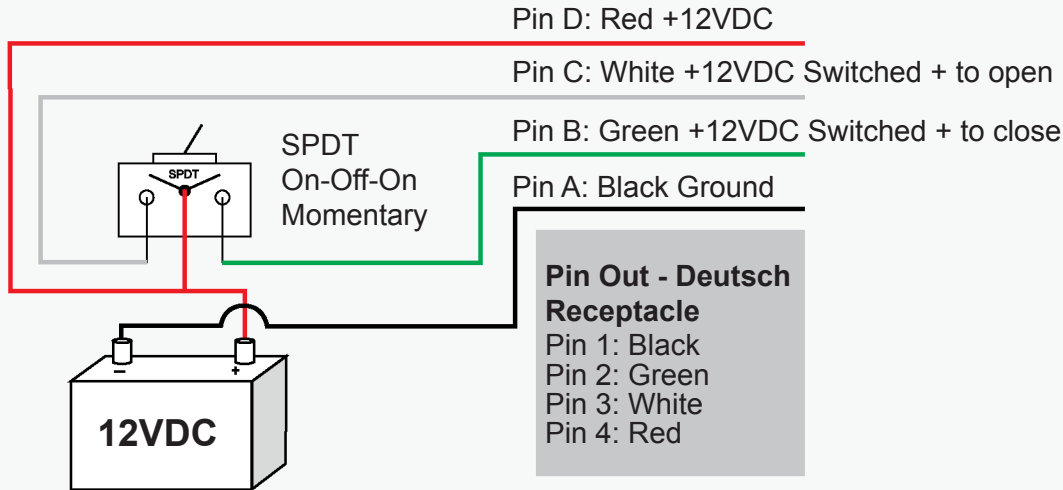 Pin D: Red +12VDC
Pin C: White +12VDC Switched + to open
Pin B: Green +12VDC Switched + to close
Pin A: Black Ground
SPDT
On-Off-On
Momentary
SPDT
Pin Out - Deutsch
Receptacle
Pin 1: Black
Pin 2: Green
Pin 3: White
Pin 4: Red
– +
12VDC